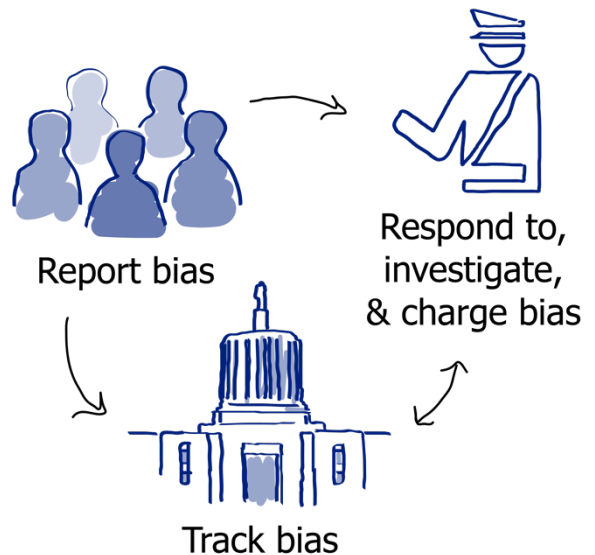 Report bias
Respond to,
investigate,
& charge bias
Track bias